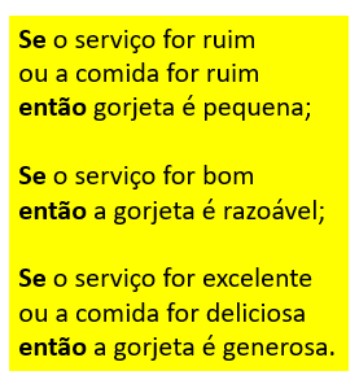 Se o serviço for ruim
ou a comida for ruim
então gorjeta é pequena;
Se o serviço for bom
então a gorjeta é razoável;
Se o serviço for excelente
ou a comida for deliciosa
então a gorjeta é generosa.